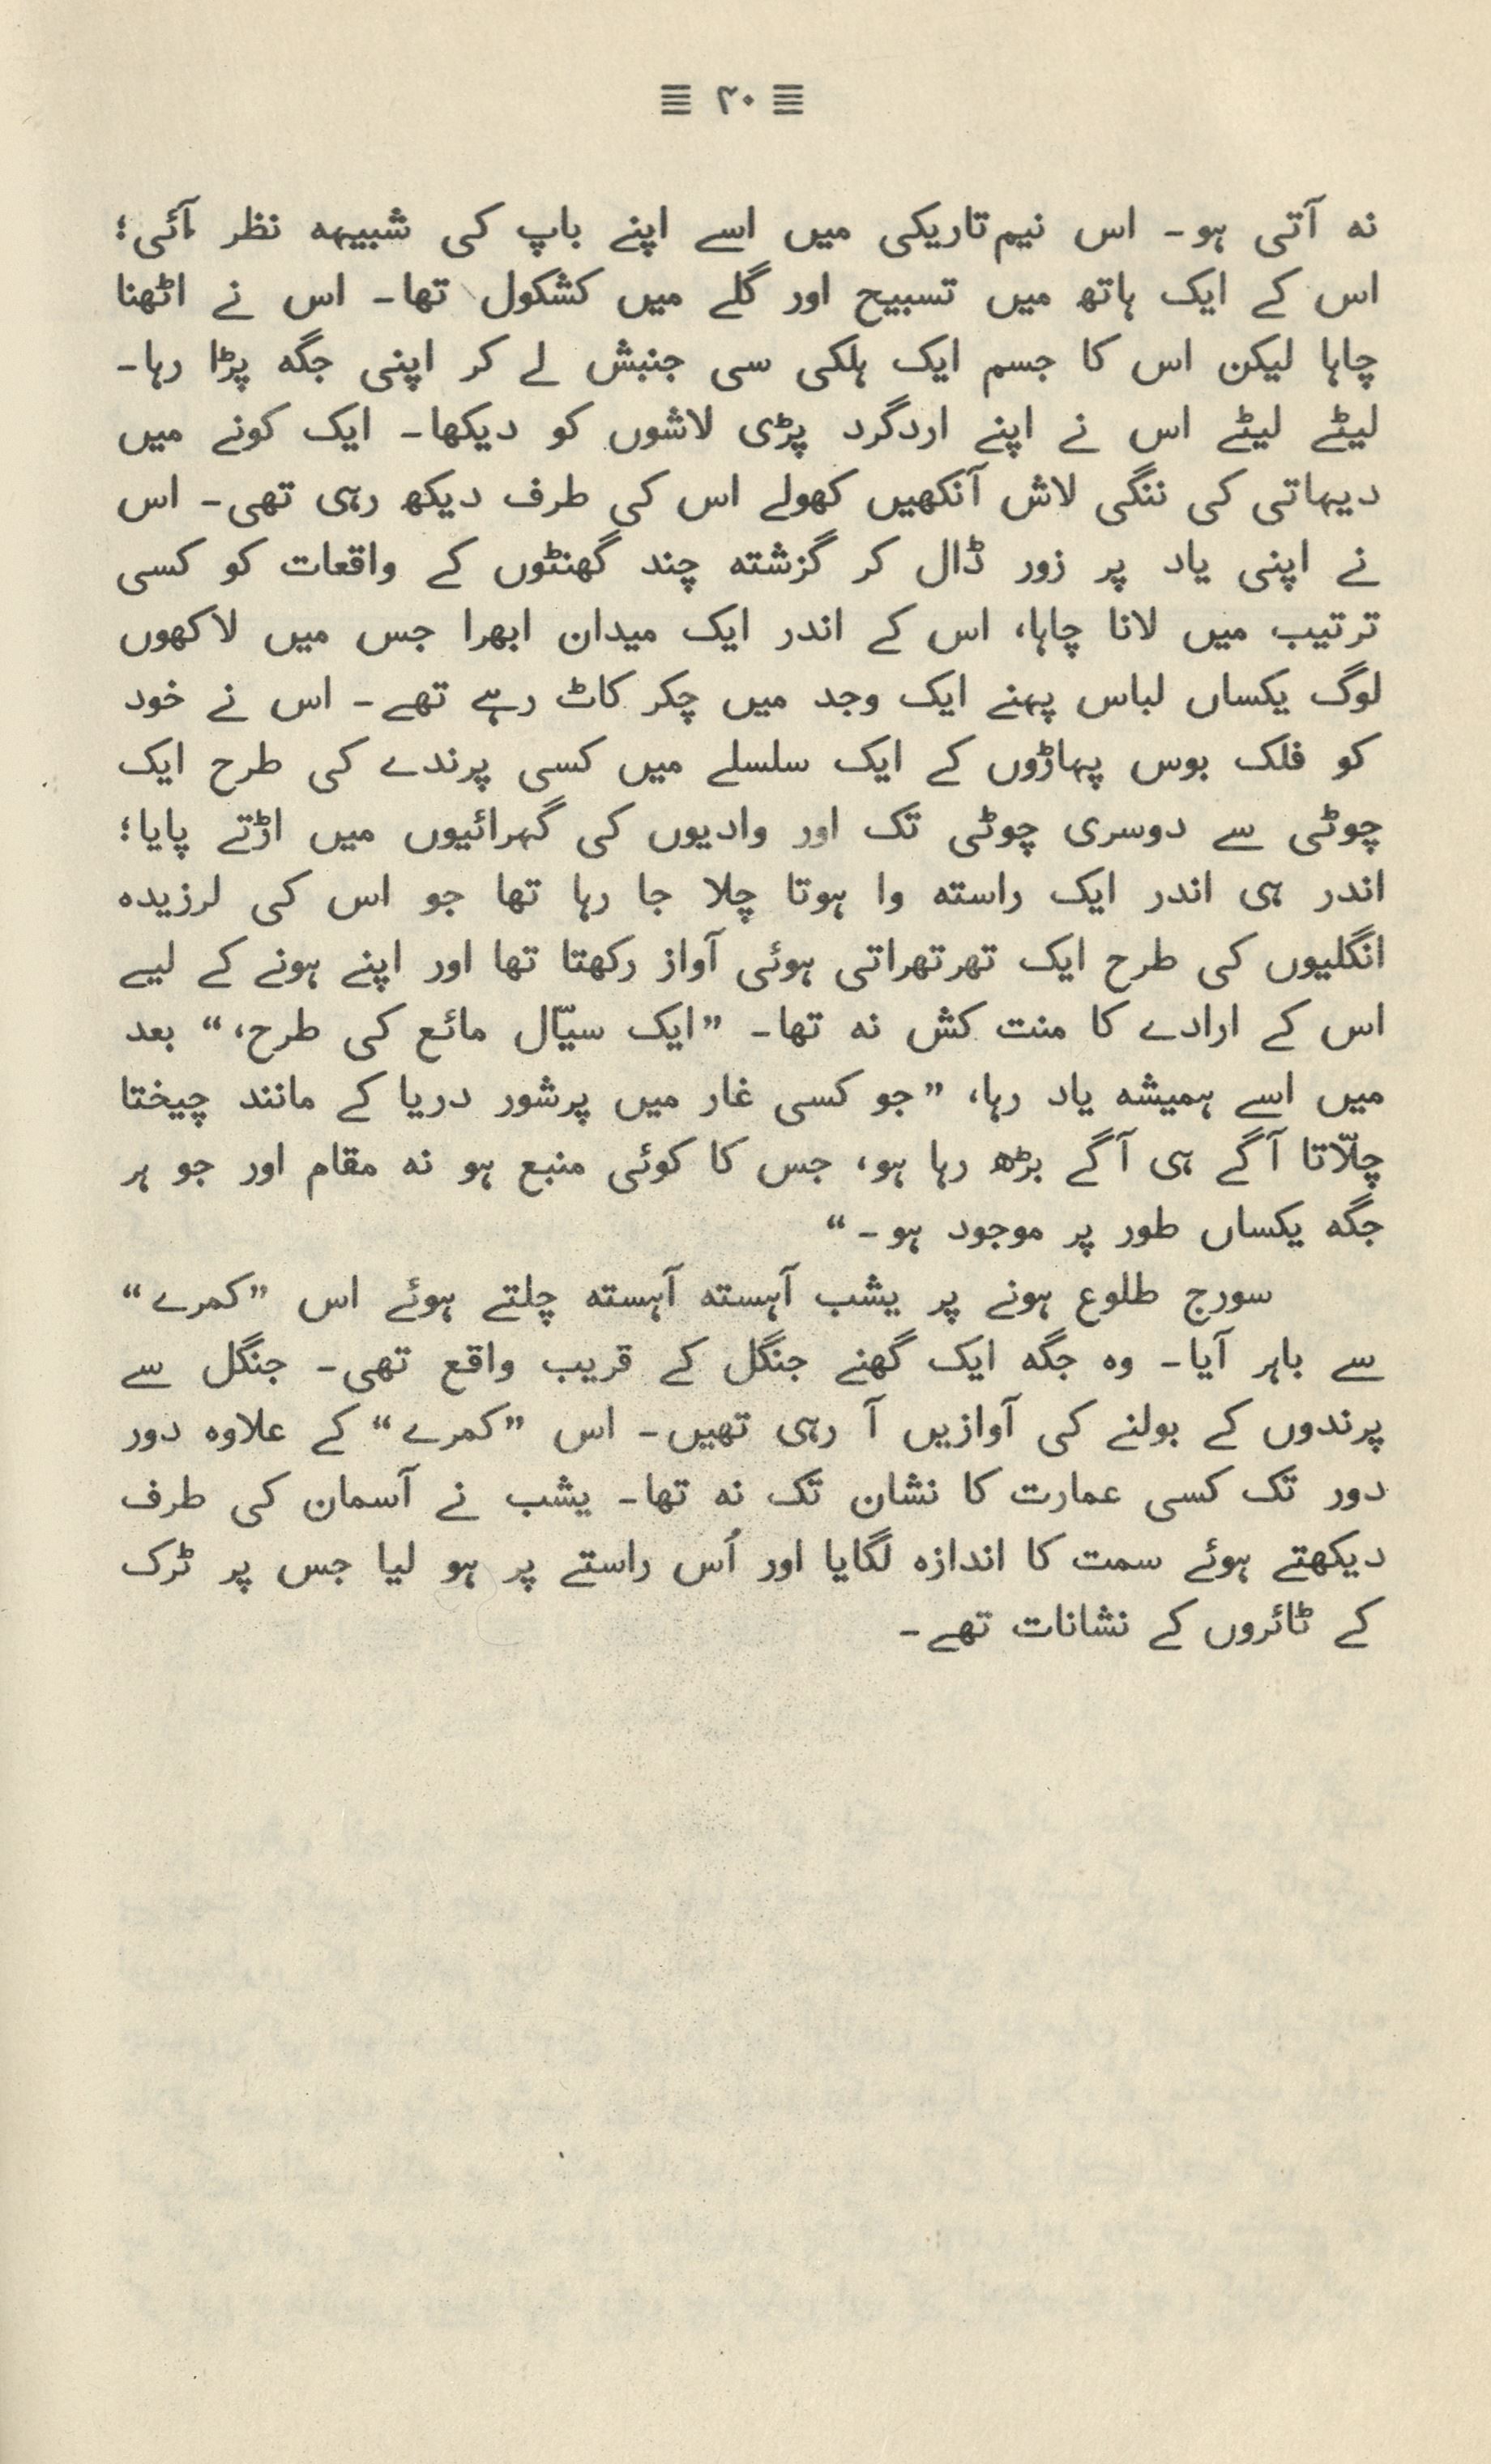 ≣ ۲۰ ≣
نہ آتی ہو۔ اس نیم‌تاریکی میں اسے اپنے باپ کی شبیہہ نظر آئی؛
اس کے ایک ہاتھ میں تسبیح اور گلے میں کشکول تھا۔ اس نے اٹھنا
چاہا لیکن اس کا جسم ایک ہلکی سی جنبش لے کر اپنی جگہ پڑا رہا۔
لیٹے لیٹے اس نے اپنے اردگرد پڑی لاشوں کو دیکھا۔ ایک کونے میں
دیہاتی کی ننگی لاش آنکھیں کھولے اس کی طرف دیکھ رہی تھی۔ اس
نے اپنی یاد پر زور ڈال کر گزشتہ چند گھنٹوں کے واقعات کو کسی
ترتیب میں لانا چاہا، اس کے اندر ایک میدان ابھرا جس میں لاکھوں
لوگ یکساں لباس پہنے ایک وجد میں چکر کاٹ رہے تھے۔ اس نے خود
کو فلک بوس پہاڑوں کے ایک سلسلے میں کسی پرندے کی طرح ایک
چوٹی سے دوسری چوٹی تک اور وادیوں کی گہرائیوں میں اڑتے پایا؛
اندر ہی اندر ایک راستہ وا ہوتا چلا جا رہا تھا جو اس کی لرزیدہ
انگلیوں کی طرح ایک تھرتھراتی ہوئی آواز رکھتا تھا اور اپنے ہونے کے لیے
اس کے ارادے کا منت کش نہ تھا۔ ”ایک سیّال مائع کی طرح،“ بعد
میں اسے ہمیشہ یاد رہا، ”جو کسی غار میں پرشور دریا کے مانند چیختا
چلّاتا آگے ہی آگے بڑھ رہا ہو، جس کا کوئی منبع ہو نہ مقام اور جو ہر
جگہ یکساں طور پر موجود ہو۔“
سورج طلوع ہونے پر یشب آہستہ آہستہ چلتے ہوئے اس ”کمرے“
سے باہر آیا۔ وہ جگہ ایک گھنے جنگل کے قریب واقع تھی۔ جنگل سے
پرندوں کے بولنے کی آوازیں آ رہی تھیں۔ اس ”کمرے“ کے علاوہ دور
دور تک کسی عمارت کا نشان تک نہ تھا۔ یشب نے آسمان کی طرف
دیکھتے ہوئے سمت کا اندازہ لگایا اور اُس راستے پر ہو لیا جس پر ٹرک
کے ٹائروں کے نشانات تھے۔